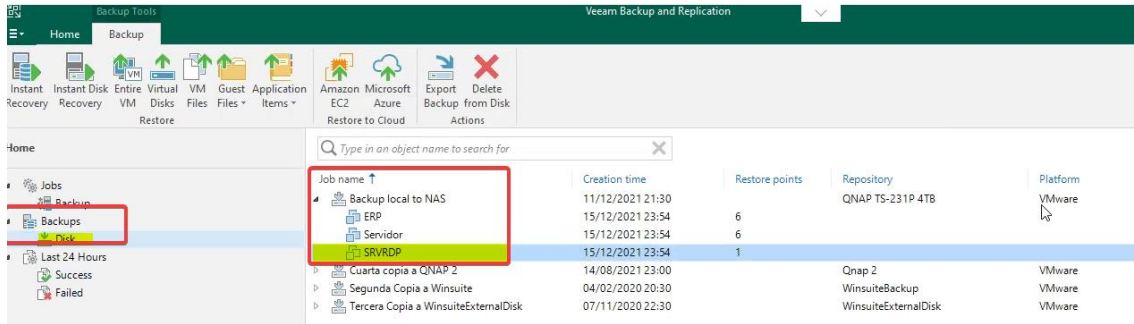 Backup Tools
Veeam Backup and Replication
Home Backup
Instant Recovery
Instant Disk Recovery
Entire VM
Virtual Disks
VM Files
Guest Files
Application Items
Amazon EC2
Microsoft Azure
Export Backup
Delete from Disk
Restore
Restore to Cloud
Actions
Home
Type in an object name to search for
Jobs
Backup
Backups
Disk
Last 24 Hours
Success
Failed
Job name Creation time Restore points Repository Platform
Backup local to NAS 11/12/2021 21:30 QNAP TS-231P 4TB VMware
ERP 15/12/2021 23:54 6
Servidor 15/12/2021 23:54 6
SRVRDP 15/12/2021 23:54 1
Cuarta copia a QNAP 2 14/08/2021 23:00 Qnap 2 VMware
Segunda Copia a Winsuite 04/02/2020 20:30 WinsuiteBackup VMware
Tercera Copia a WinsuiteExternalDisk 07/11/2020 22:30 WinsuiteExternalDisk VMware